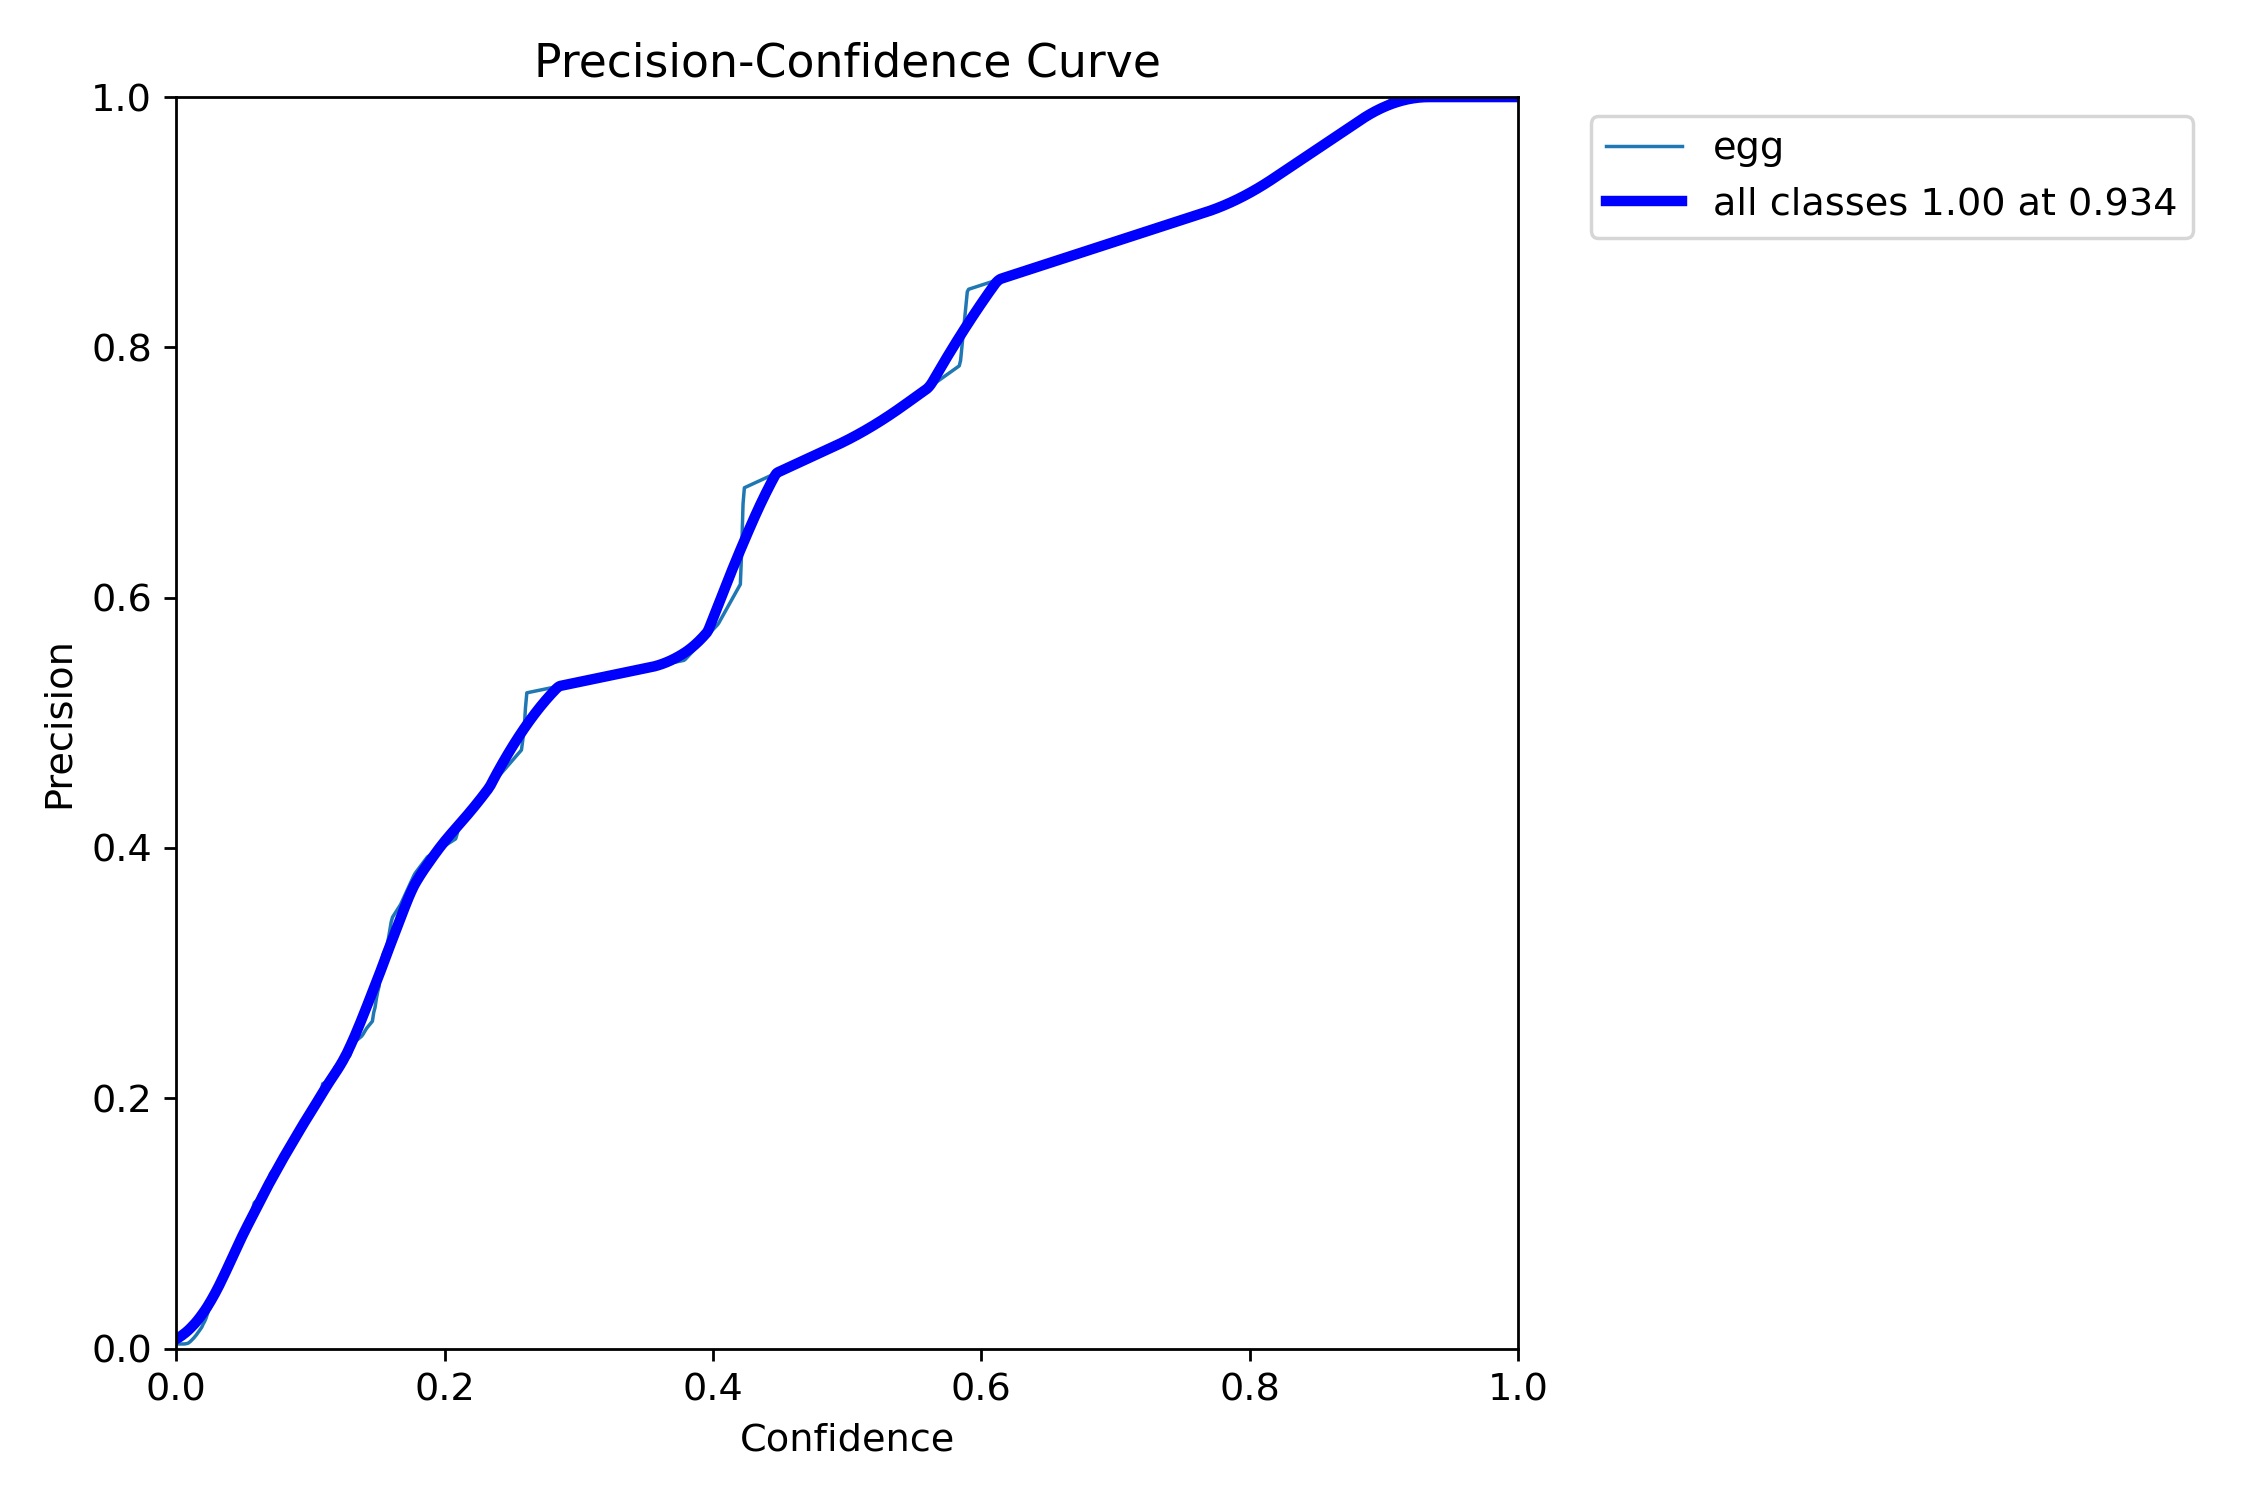 Precision-Confidence Curve
1.0
0.8
0.6
0.4
0.2
0.0
Precision
0.0 0.2 0.4 0.6 0.8 1.0
Confidence
egg
all classes 1.00 at 0.934